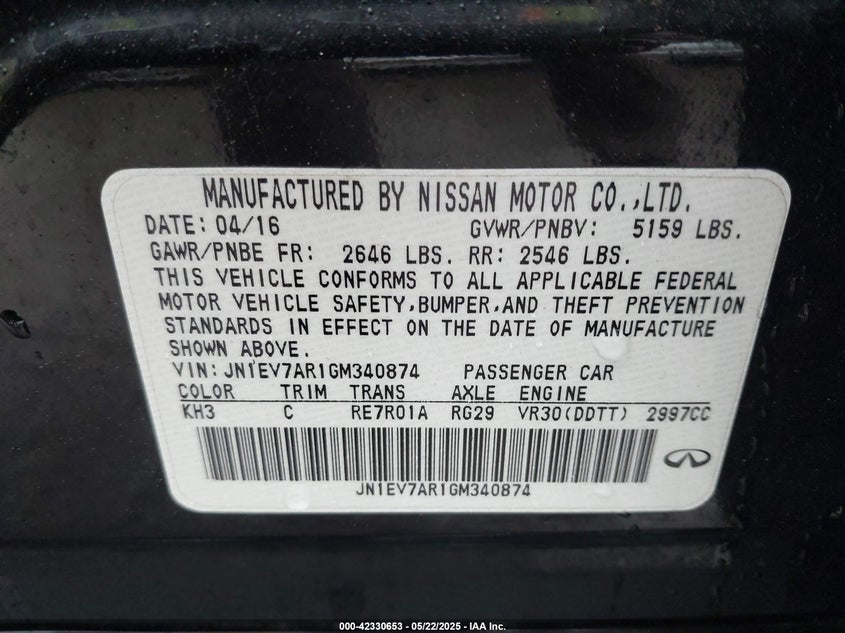 MANUFACTURED BY NISSAN MOTOR CO.,LTD.
DATE: 04/16 GVWR/PNBV: 5159 LBS.
GAWR/PNBE FR: 2646 LBS. RR: 2546 LBS.
THIS VEHICLE CONFORMS TO ALL APPLICABLE FEDERAL
MOTOR VEHICLE SAFETY,BUMPER,AND THEFT PREVENTION
STANDARDS IN EFFECT ON THE DATE OF MANUFACTURE
SHOWN ABOVE.
VIN: JN1EV7AR1GM340874 PASSENGER CAR
COLOR TRIM TRANS AXLE ENGINE
KH3 C RE7R01A RG29 VR30(DDTT) 2997CC
JN1EV7AR1GM340874
000-42330653 - 05/22/2025 - IAA Inc.